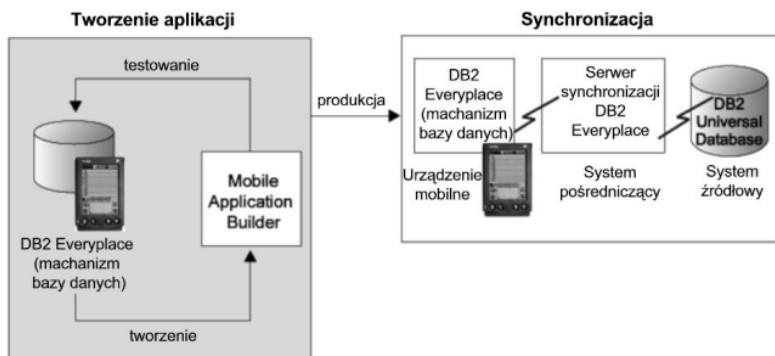 Tworzenie aplikacji
testowanie
Mobile
Application
Builder
DB2 Everyplace
(machanizm
bazy danych)
tworzenie
produkcja
Synchronizacja
DB2
Everyplace
(machanizm
bazy danych)
Urządzenie
mobilne
Serwer
synchronizacji
DB2
Everyplace
System
pośredniczący
DB2
Universal
Database
System
źródłowy